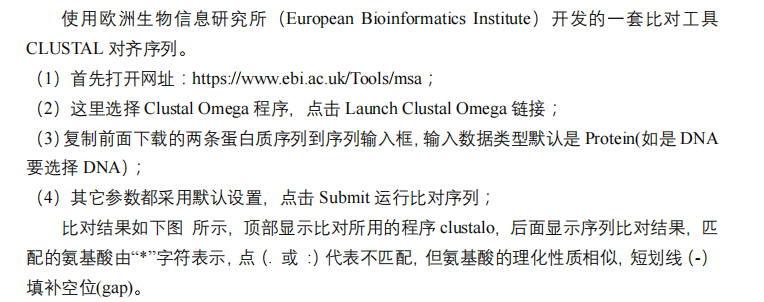 使用欧洲生物信息研究所（European Bioinformatics Institute）开发的一套比对工具
CLUSTAL 对齐序列。
（1）首先打开网址：https://www.ebi.ac.uk/Tools/msa；
（2）这里选择 Clustal Omega 程序，点击 Launch Clustal Omega 链接；
（3）复制前面下载的两条蛋白质序列到序列输入框，输入数据类型默认是 Protein(如是 DNA
要选择 DNA)；
（4）其它参数都采用默认设置，点击 Submit 运行比对序列；
比对结果如下图 所示，顶部显示比对所用的程序 clustalo，后面显示序列比对结果，匹
配的氨基酸由“*”字符表示，点（. 或 :）代表不匹配，但氨基酸的理化性质相似，短划线（-）
填补空位(gap)。